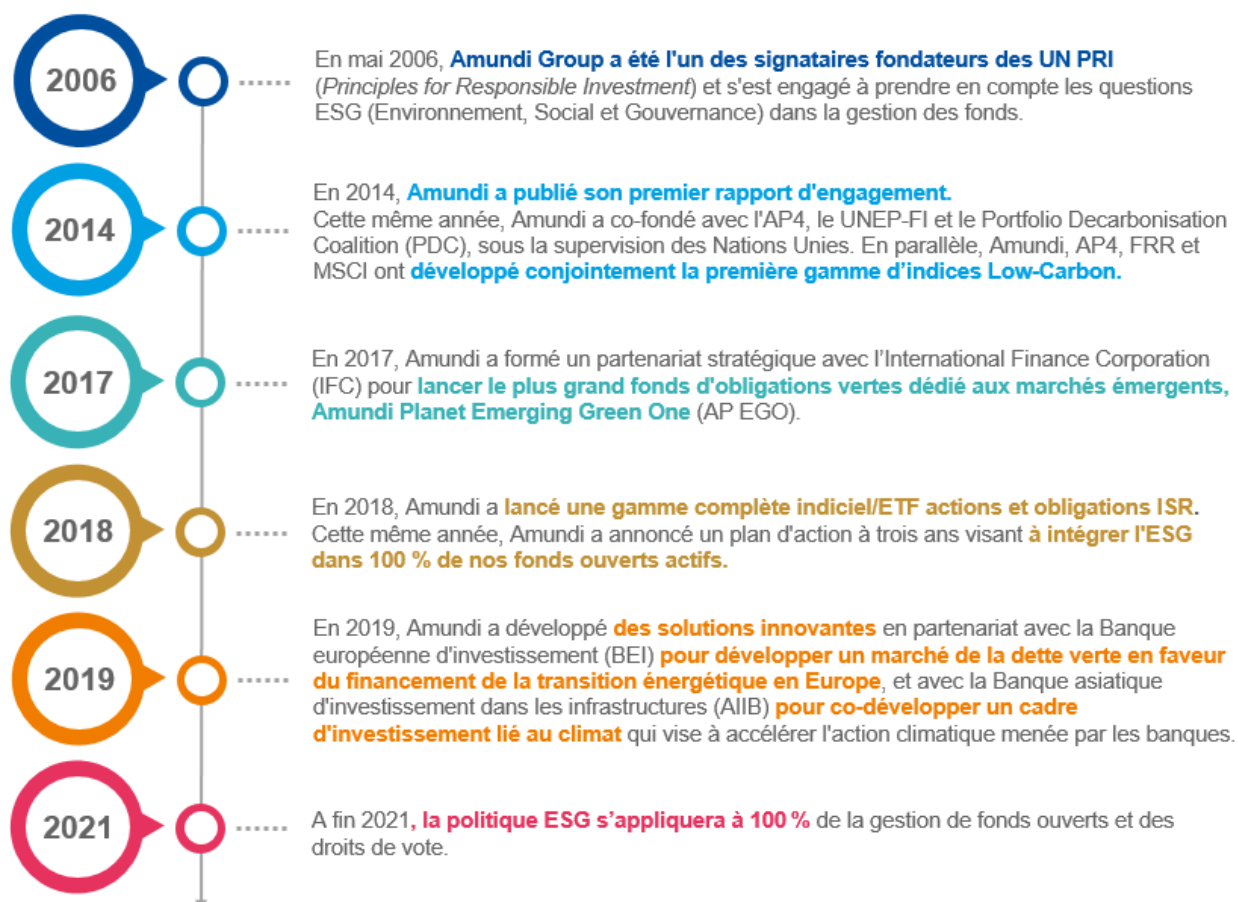 2006
En mai 2006, Amundi Group a été l'un des signataires fondateurs des UN PRI
(Principles for Responsible Investment) et s'est engagé à prendre en compte les questions
ESG (Environnement, Social et Gouvernance) dans la gestion des fonds.
2014
En 2014, Amundi a publié son premier rapport d'engagement.
Cette même année, Amundi a co-fondé avec l'AP4, le UNEP-FI et le Portfolio Decarbonisation
Coalition (PDC), sous la supervision des Nations Unies. En parallèle, Amundi, AP4, FRR et
MSCI ont développé conjointement la première gamme d’indices Low-Carbon.
2017
En 2017, Amundi a formé un partenariat stratégique avec l’International Finance Corporation
(IFC) pour lancer le plus grand fonds d'obligations vertes dédié aux marchés émergents,
Amundi Planet Emerging Green One (AP EGO).
2018
En 2018, Amundi a lancé une gamme complète indiciel/ETF actions et obligations ISR.
Cette même année, Amundi a annoncé un plan d'action à trois ans visant à intégrer l'ESG
dans 100 % de nos fonds ouverts actifs.
2019
En 2019, Amundi a développé des solutions innovantes en partenariat avec la Banque
européenne d'investissement (BEI) pour développer un marché de la dette verte en faveur
du financement de la transition énergétique en Europe, et avec la Banque asiatique
d'investissement dans les infrastructures (AIIB) pour co-développer un cadre
d'investissement lié au climat qui vise à accélérer l'action climatique menée par les banques.
2021
A fin 2021, la politique ESG s’appliquera à 100 % de la gestion de fonds ouverts et des
droits de vote.